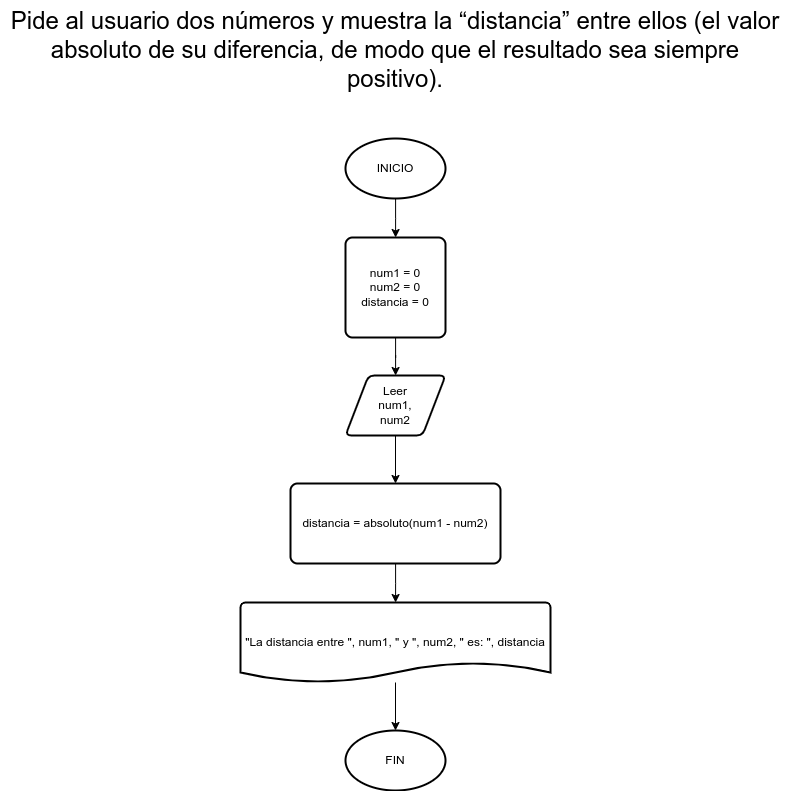 Pide al usuario dos números y muestra la “distancia” entre ellos (el valor
absoluto de su diferencia, de modo que el resultado sea siempre
positivo).
INICIO
num1 = 0
num2 = 0
distancia = 0
Leer
num1,
num2
distancia = absoluto(num1 - num2)
"La distancia entre ", num1, " y ", num2, " es: ", distancia
FIN